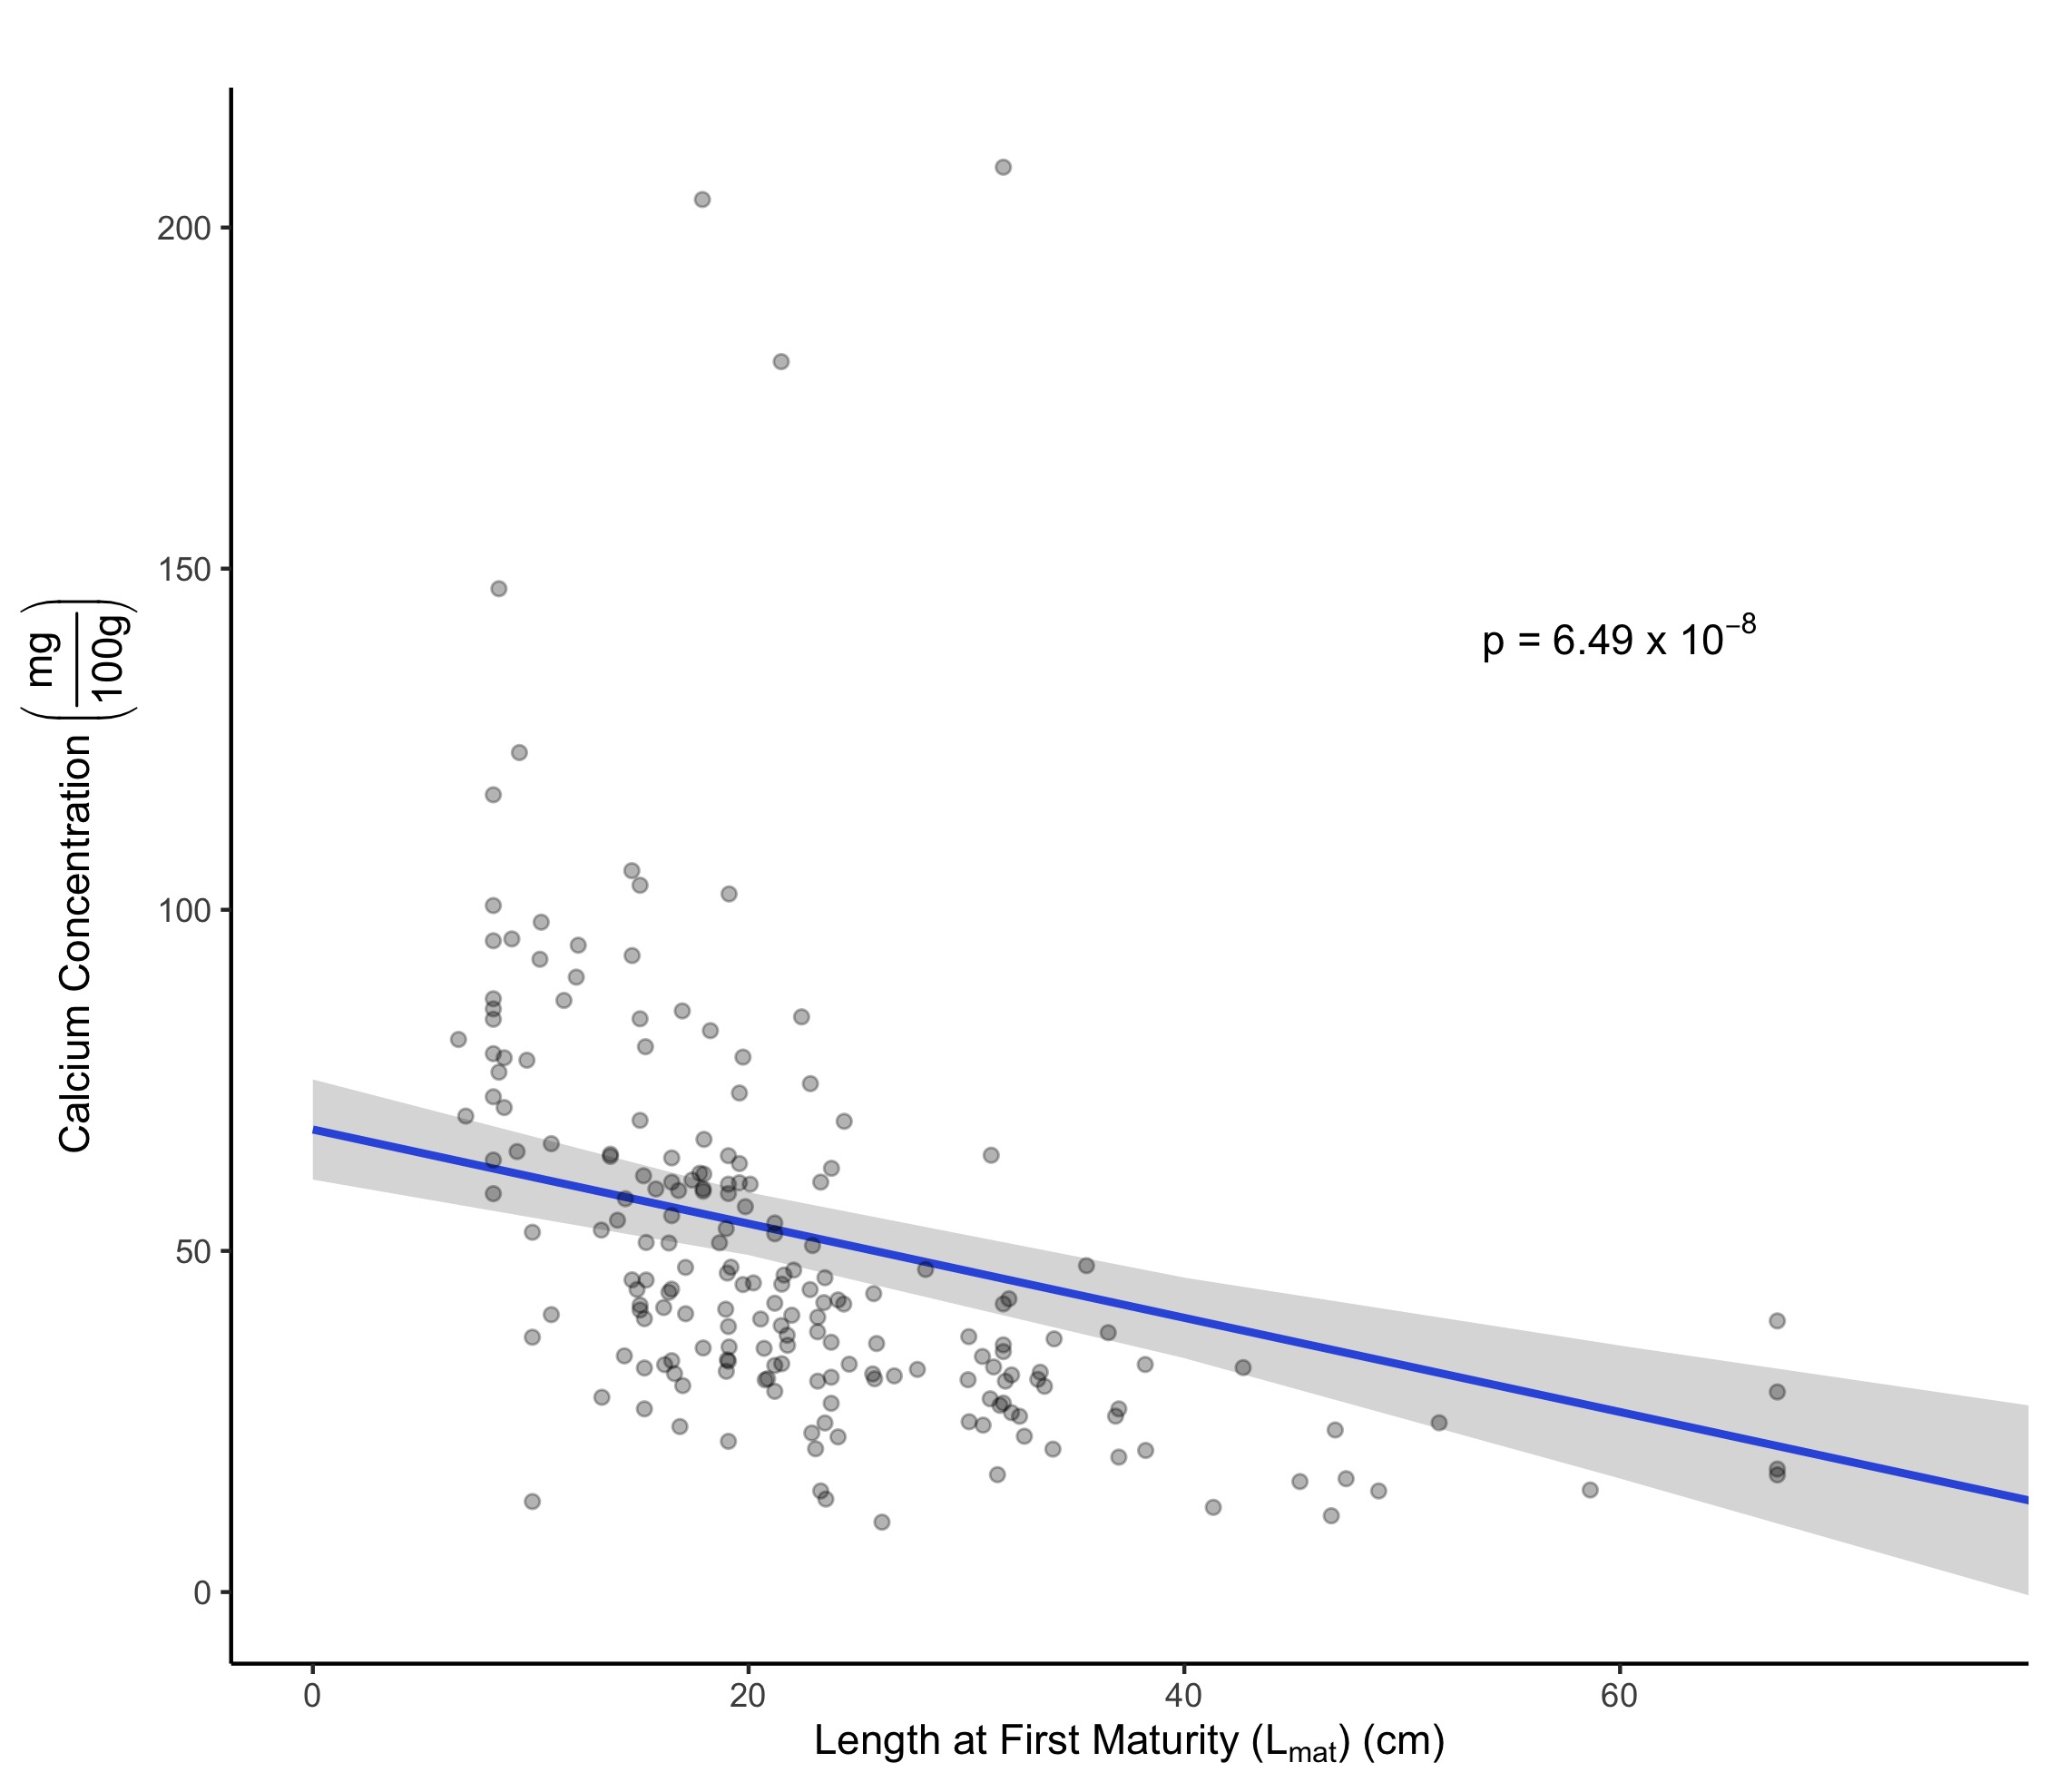 200
150
100
50
0
Calcium Concentration (mg/100g)
p = 6.49 x 10⁻⁸
0 20 40 60
Length at First Maturity (Lmat) (cm)